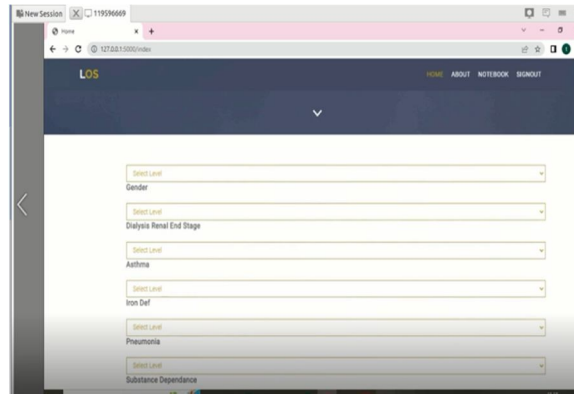 New Session
119596669
Home
127.0.0.1:5000/index
LOS
HOME ABOUT NOTEBOOK SIGNOUT
Select Level
Gender
Select Level
Dialysis Renal End Stage
Select Level
Asthma
Select Level
Iron Def
Select Level
Pneumonia
Select Level
Substance Dependance